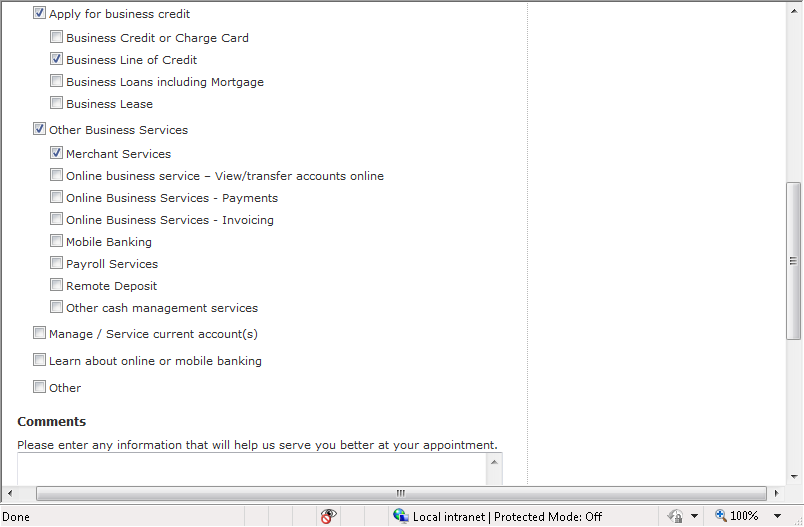 Apply for business credit
Business Credit or Charge Card
Business Line of Credit
Business Loans including Mortgage
Business Lease
Other Business Services
Merchant Services
Online business service – View/transfer accounts online
Online Business Services - Payments
Online Business Services - Invoicing
Mobile Banking
Payroll Services
Remote Deposit
Other cash management services
Manage / Service current account(s)
Learn about online or mobile banking
Other
Comments
Please enter any information that will help us serve you better at your appointment.
Done Local intranet | Protected Mode: Off 100%